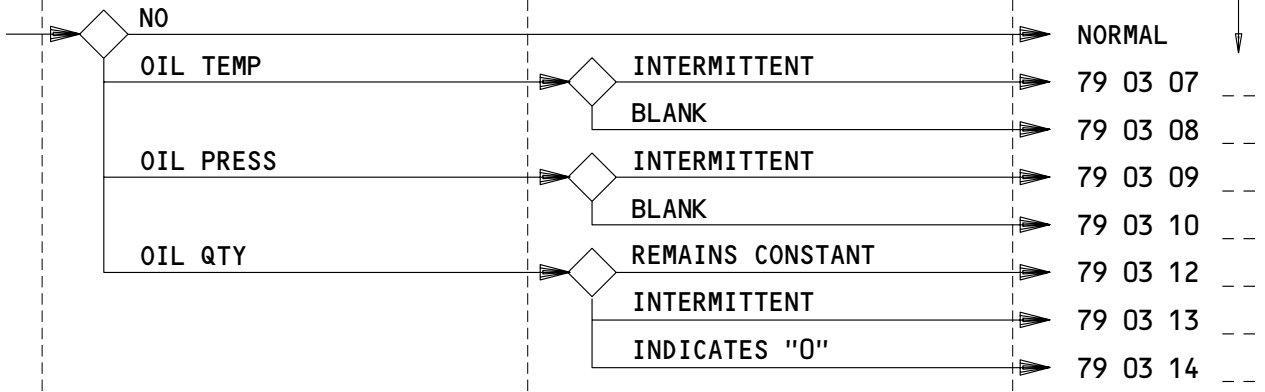 NO
NORMAL
OIL TEMP
INTERMITTENT
79 03 07 _ _
BLANK
79 03 08 _ _
OIL PRESS
INTERMITTENT
79 03 09 _ _
BLANK
79 03 10 _ _
OIL QTY
REMAINS CONSTANT
79 03 12 _ _
INTERMITTENT
79 03 13 _ _
INDICATES "0"
79 03 14 _ _